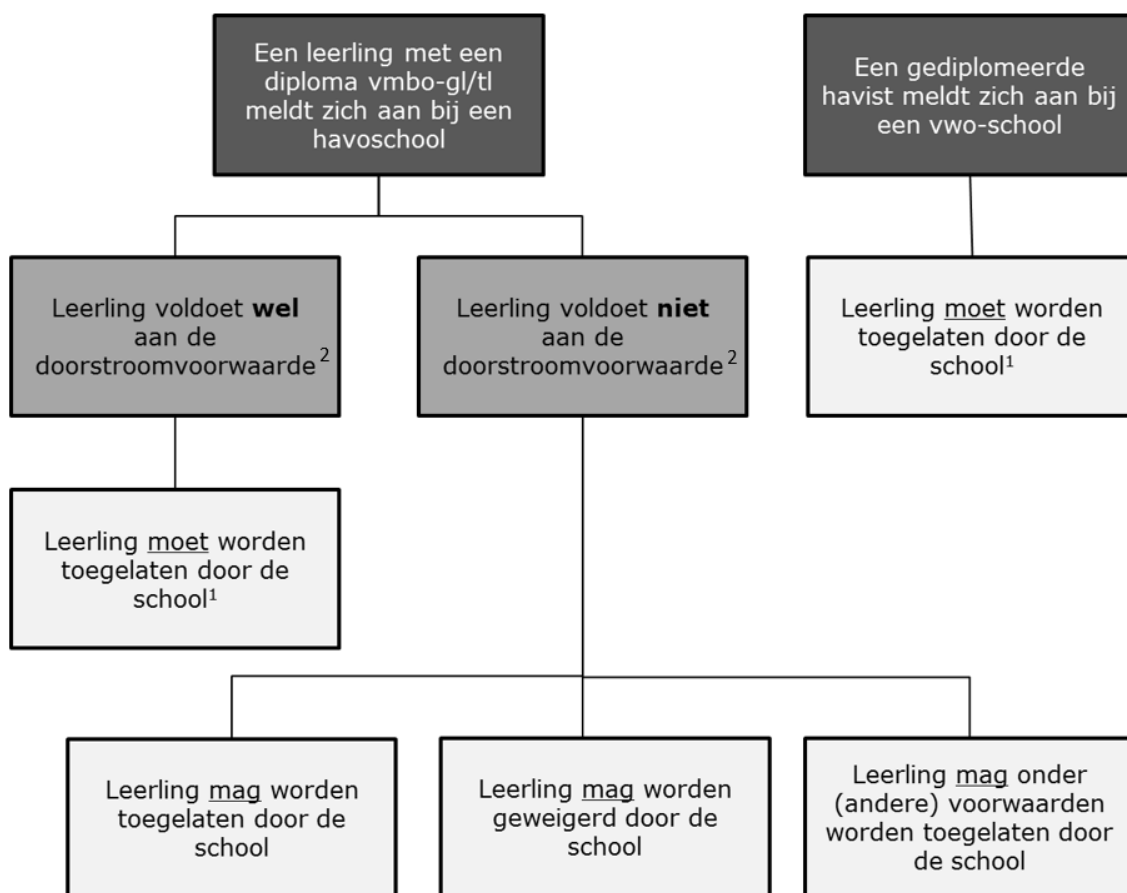 Een leerling met een
diploma vmbo-gl/tl
meldt zich aan bij een
havoschool
Een gediplomeerde
havist meldt zich aan bij
een vwo-school
Leerling voldoet wel
aan de
doorstroomvoorwaarde²
Leerling voldoet niet
aan de
doorstroomvoorwaarde²
Leerling moet worden
toegelaten door de
school¹
Leerling moet worden
toegelaten door de
school¹
Leerling mag worden
toegelaten door de
school
Leerling mag worden
geweigerd door de
school
Leerling mag onder
(andere) voorwaarden
worden toegelaten door
de school